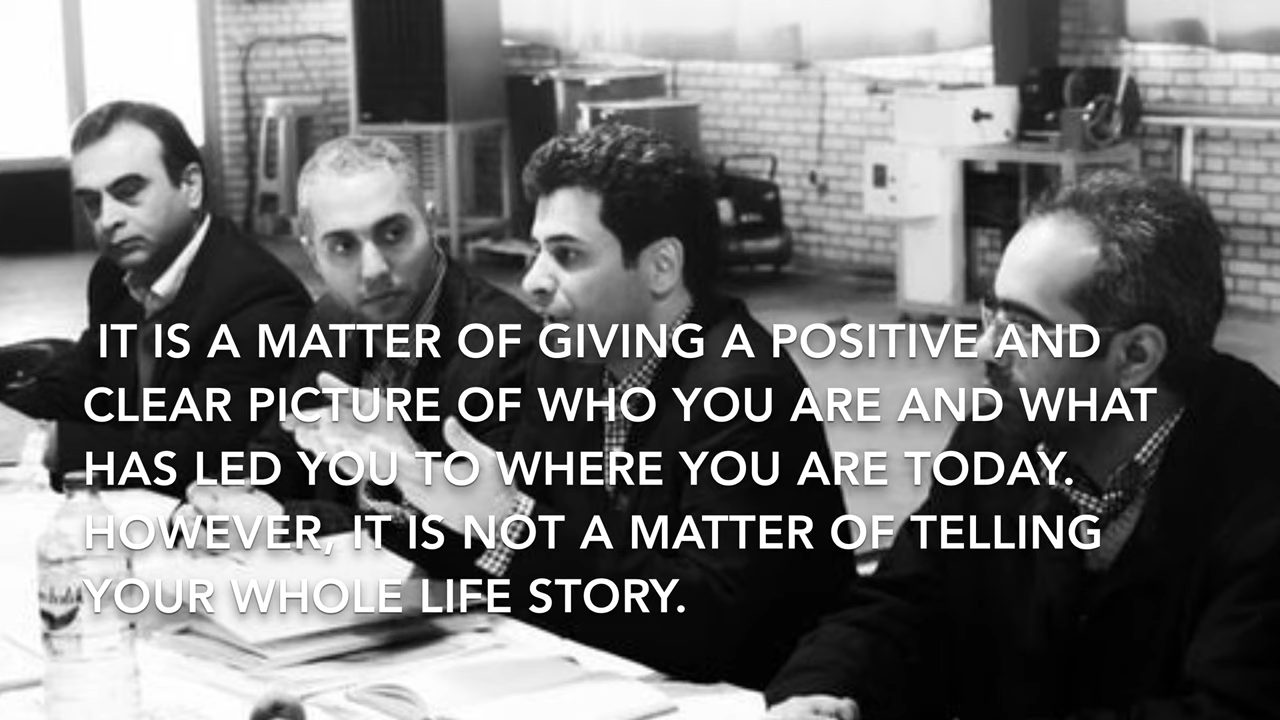 IT IS A MATTER OF GIVING A POSITIVE AND
CLEAR PICTURE OF WHO YOU ARE AND WHAT
HAS LED YOU TO WHERE YOU ARE TODAY.
HOWEVER, IT IS NOT A MATTER OF TELLING
YOUR WHOLE LIFE STORY.